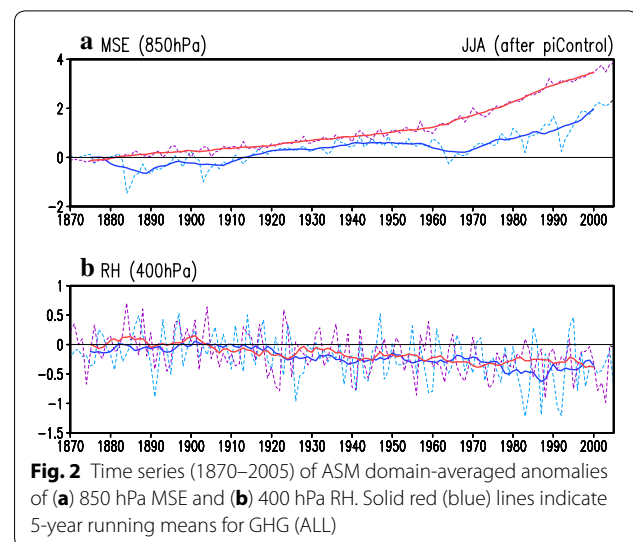 a MSE (850hPa) JJA (after piControl)
4
2
0
-2
1870 1880 1890 1900 1910 1920 1930 1940 1950 1960 1970 1980 1990 2000
b RH (400hPa)
1
0.5
0
-0.5
-1
-1.5
1870 1880 1890 1900 1910 1920 1930 1940 1950 1960 1970 1980 1990 2000
Fig. 2 Time series (1870–2005) of ASM domain-averaged anomalies
of (a) 850 hPa MSE and (b) 400 hPa RH. Solid red (blue) lines indicate
5-year running means for GHG (ALL)